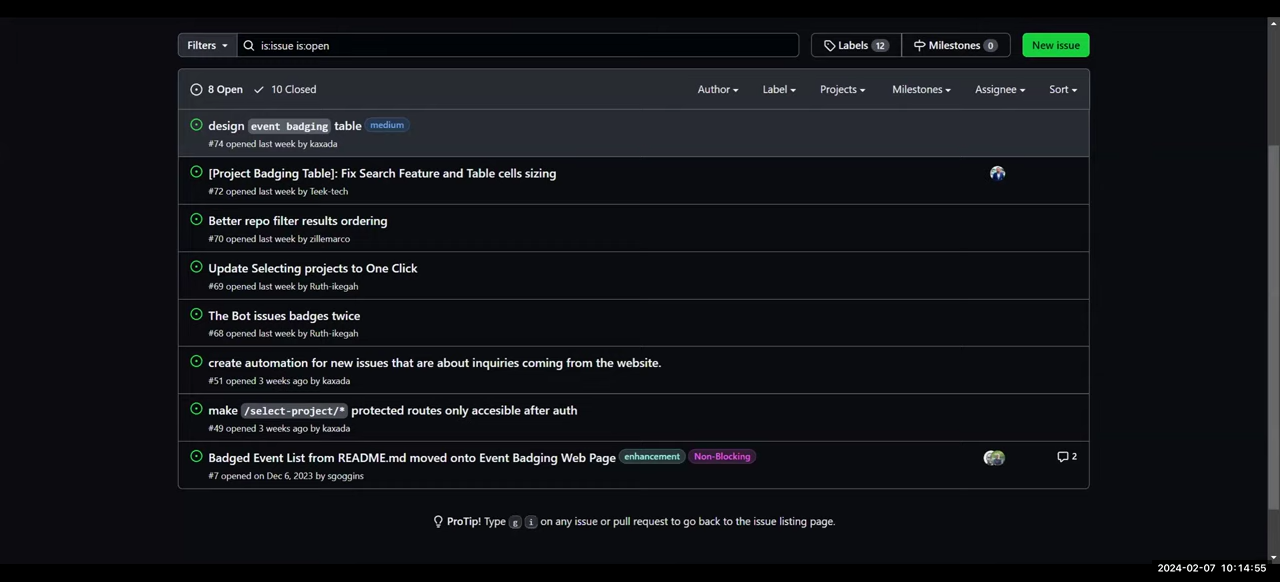 Filters is:issue is:open Labels 12 Milestones 0 New issue
8 Open 10 Closed Author Label Projects Milestones Assignee Sort
design event badging table medium
#74 opened last week by kaxada
[Project Badging Table]: Fix Search Feature and Table cells sizing
#72 opened last week by Teek-tech
Better repo filter results ordering
#70 opened last week by zillemarco
Update Selecting projects to One Click
#69 opened last week by Ruth-ikegah
The Bot issues badges twice
#68 opened last week by Ruth-ikegah
create automation for new issues that are about inquiries coming from the website.
#51 opened 3 weeks ago by kaxada
make /select-project/* protected routes only accesible after auth
#49 opened 3 weeks ago by kaxada
Badged Event List from README.md moved onto Event Badging Web Page enhancement Non-Blocking 2
#7 opened on Dec 6, 2023 by sgoggins
ProTip! Type g i on any issue or pull request to go back to the issue listing page.
2024-02-07 10:14:55